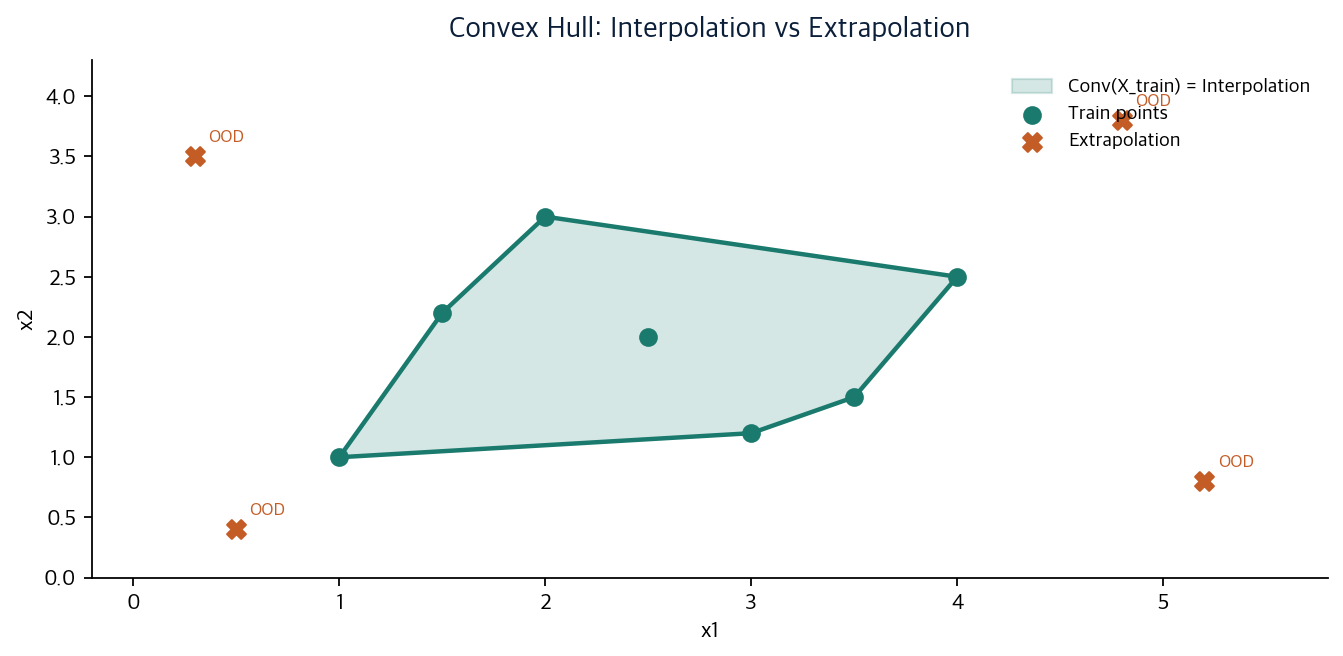 Convex Hull: Interpolation vs Extrapolation
Conv(X_train) = Interpolation
OOD
Train points
Extrapolation
OOD
OOD
OOD
x2
4.0
3.5
3.0
2.5
2.0
1.5
1.0
0.5
0.0
0 1 2 3 4 5
x1